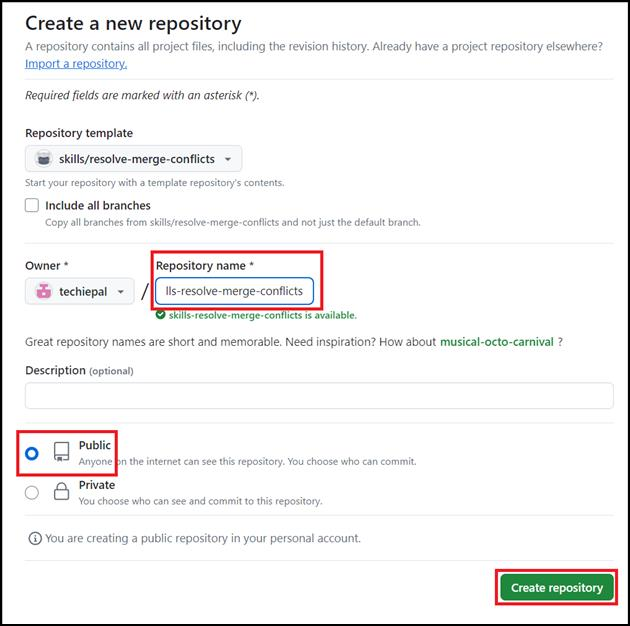 Create a new repository
A repository contains all project files, including the revision history. Already have a project repository elsewhere?
Import a repository.
Required fields are marked with an asterisk (*).
Repository template
skills/resolve-merge-conflicts
Start your repository with a template repository's contents.
Include all branches
Copy all branches from skills/resolve-merge-conflicts and not just the default branch.
Owner * Repository name *
techiepal / lls-resolve-merge-conflicts
skills-resolve-merge-conflicts is available.
Great repository names are short and memorable. Need inspiration? How about musical-octo-carnival ?
Description (optional)
Public
Anyone on the internet can see this repository. You choose who can commit.
Private
You choose who can see and commit to this repository.
You are creating a public repository in your personal account.
Create repository